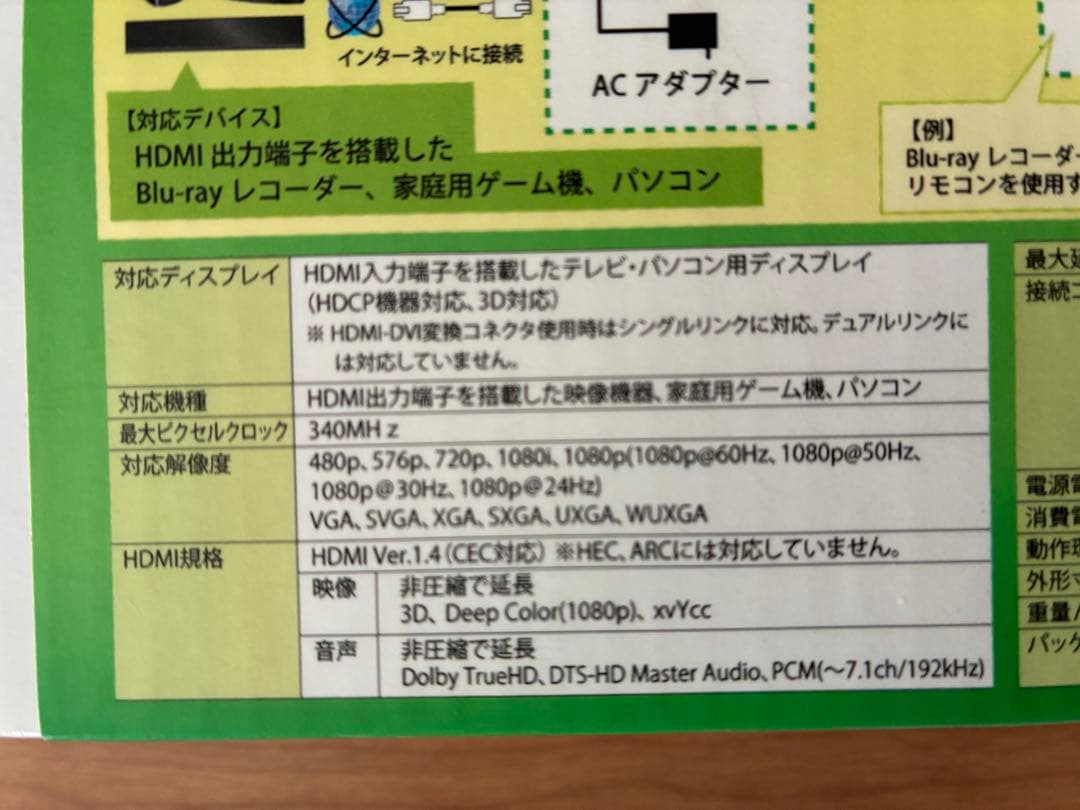 インターネットに接続
AC アダプター
【対応デバイス】
HDMI 出力端子を搭載した
Blu-ray レコーダー、家庭用ゲーム機、パソコン
【例】
Blu-ray レコーダー
リモコンを使用す
対応ディスプレイ
HDMI入力端子を搭載したテレビ・パソコン用ディスプレイ
（HDCP機器対応、3D対応）
※ HDMI-DVI変換コネクタ使用時はシングルリンクに対応。デュアルリンクに
は対応していません。
対応機種
HDMI出力端子を搭載した映像機器、家庭用ゲーム機、パソコン
最大ピクセルクロック
340MH z
対応解像度
480p、576p、720p、1080i、1080p(1080p@60Hz、1080p@50Hz、
1080p@30Hz、1080p@24Hz)
VGA、SVGA、XGA、SXGA、UXGA、WUXGA
HDMI規格
HDMI Ver.1.4（CEC対応） ※HEC、ARCには対応していません。
映像
非圧縮で延長
3D、Deep Color(1080p)、xvYcc
音声
非圧縮で延長
Dolby TrueHD、DTS-HD Master Audio、PCM(～7.1ch/192kHz)
最大延
接続コ
電源電
消費電
動作環
外形寸
重量/
パッケ